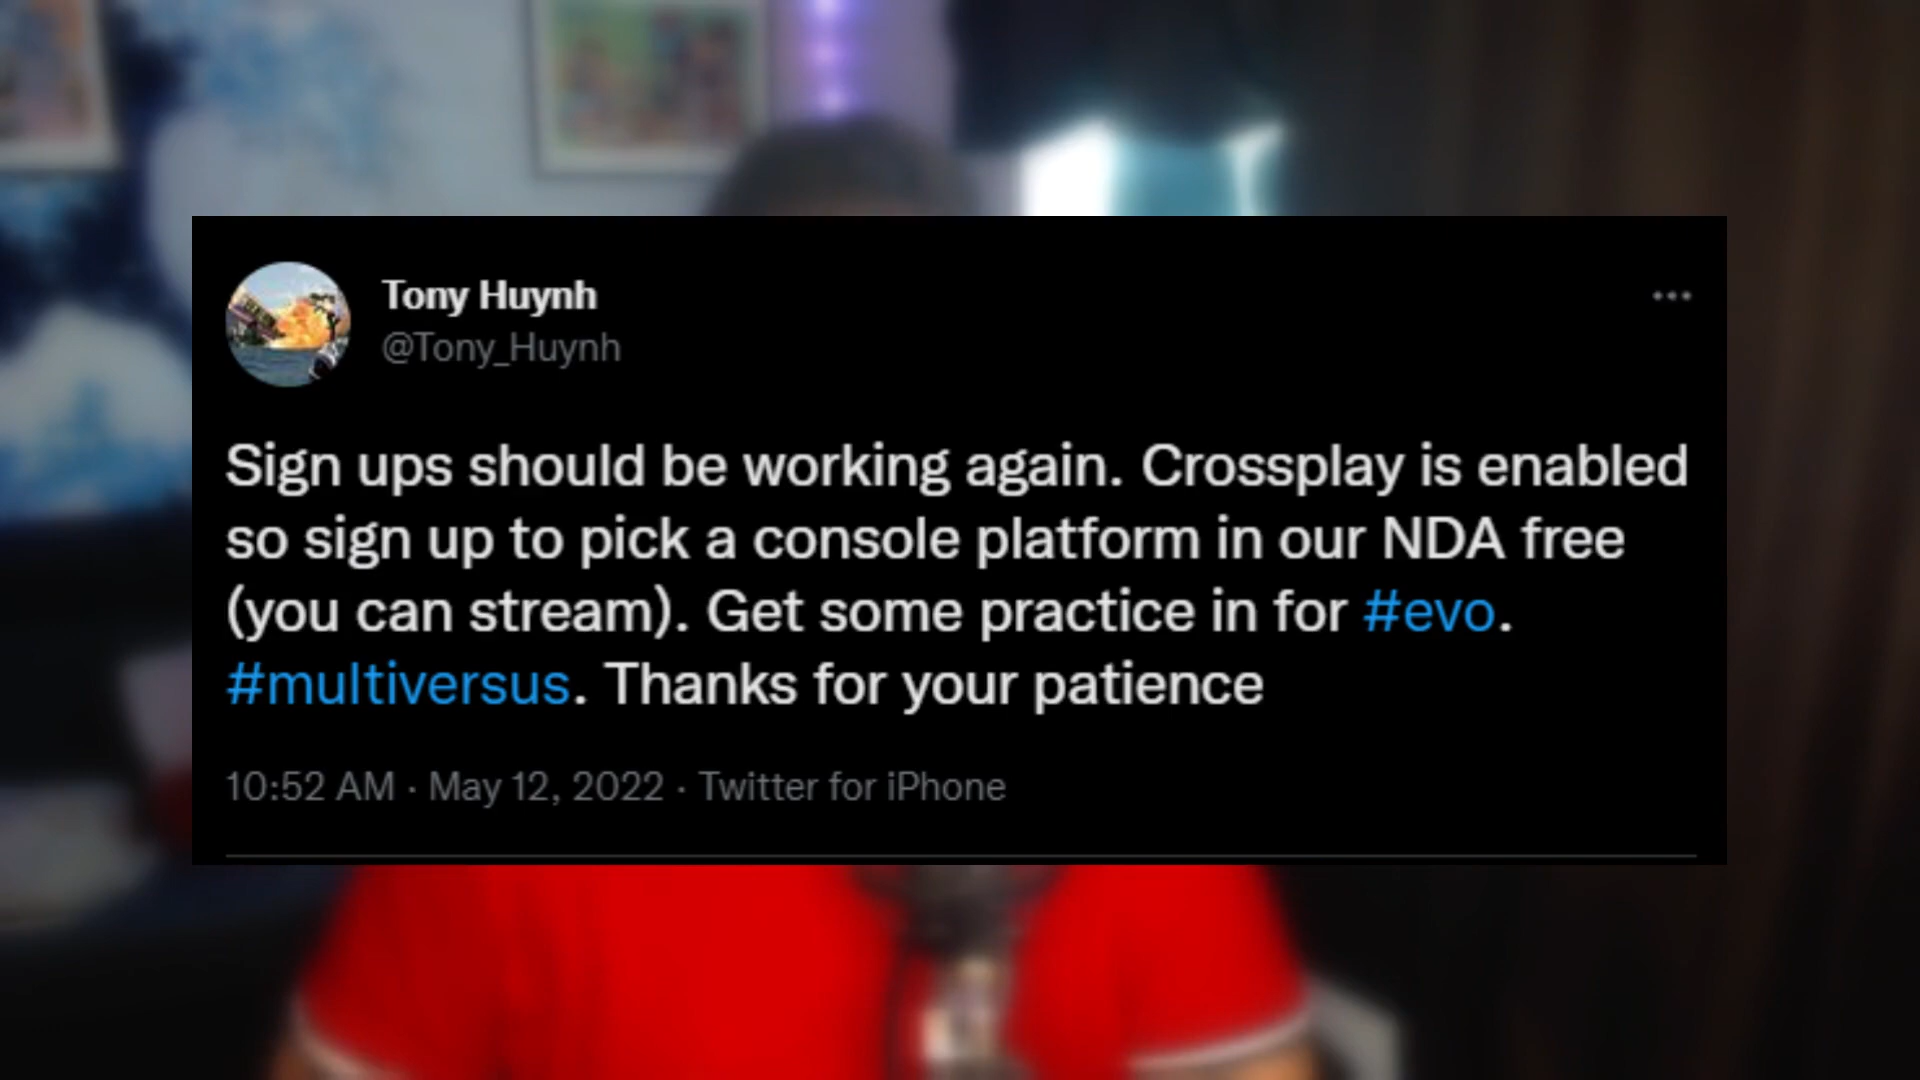 Tony Huynh
@Tony_Huynh
Sign ups should be working again. Crossplay is enabled
so sign up to pick a console platform in our NDA free
(you can stream). Get some practice in for #evo.
#multiversus. Thanks for your patience
10:52 AM · May 12, 2022 · Twitter for iPhone